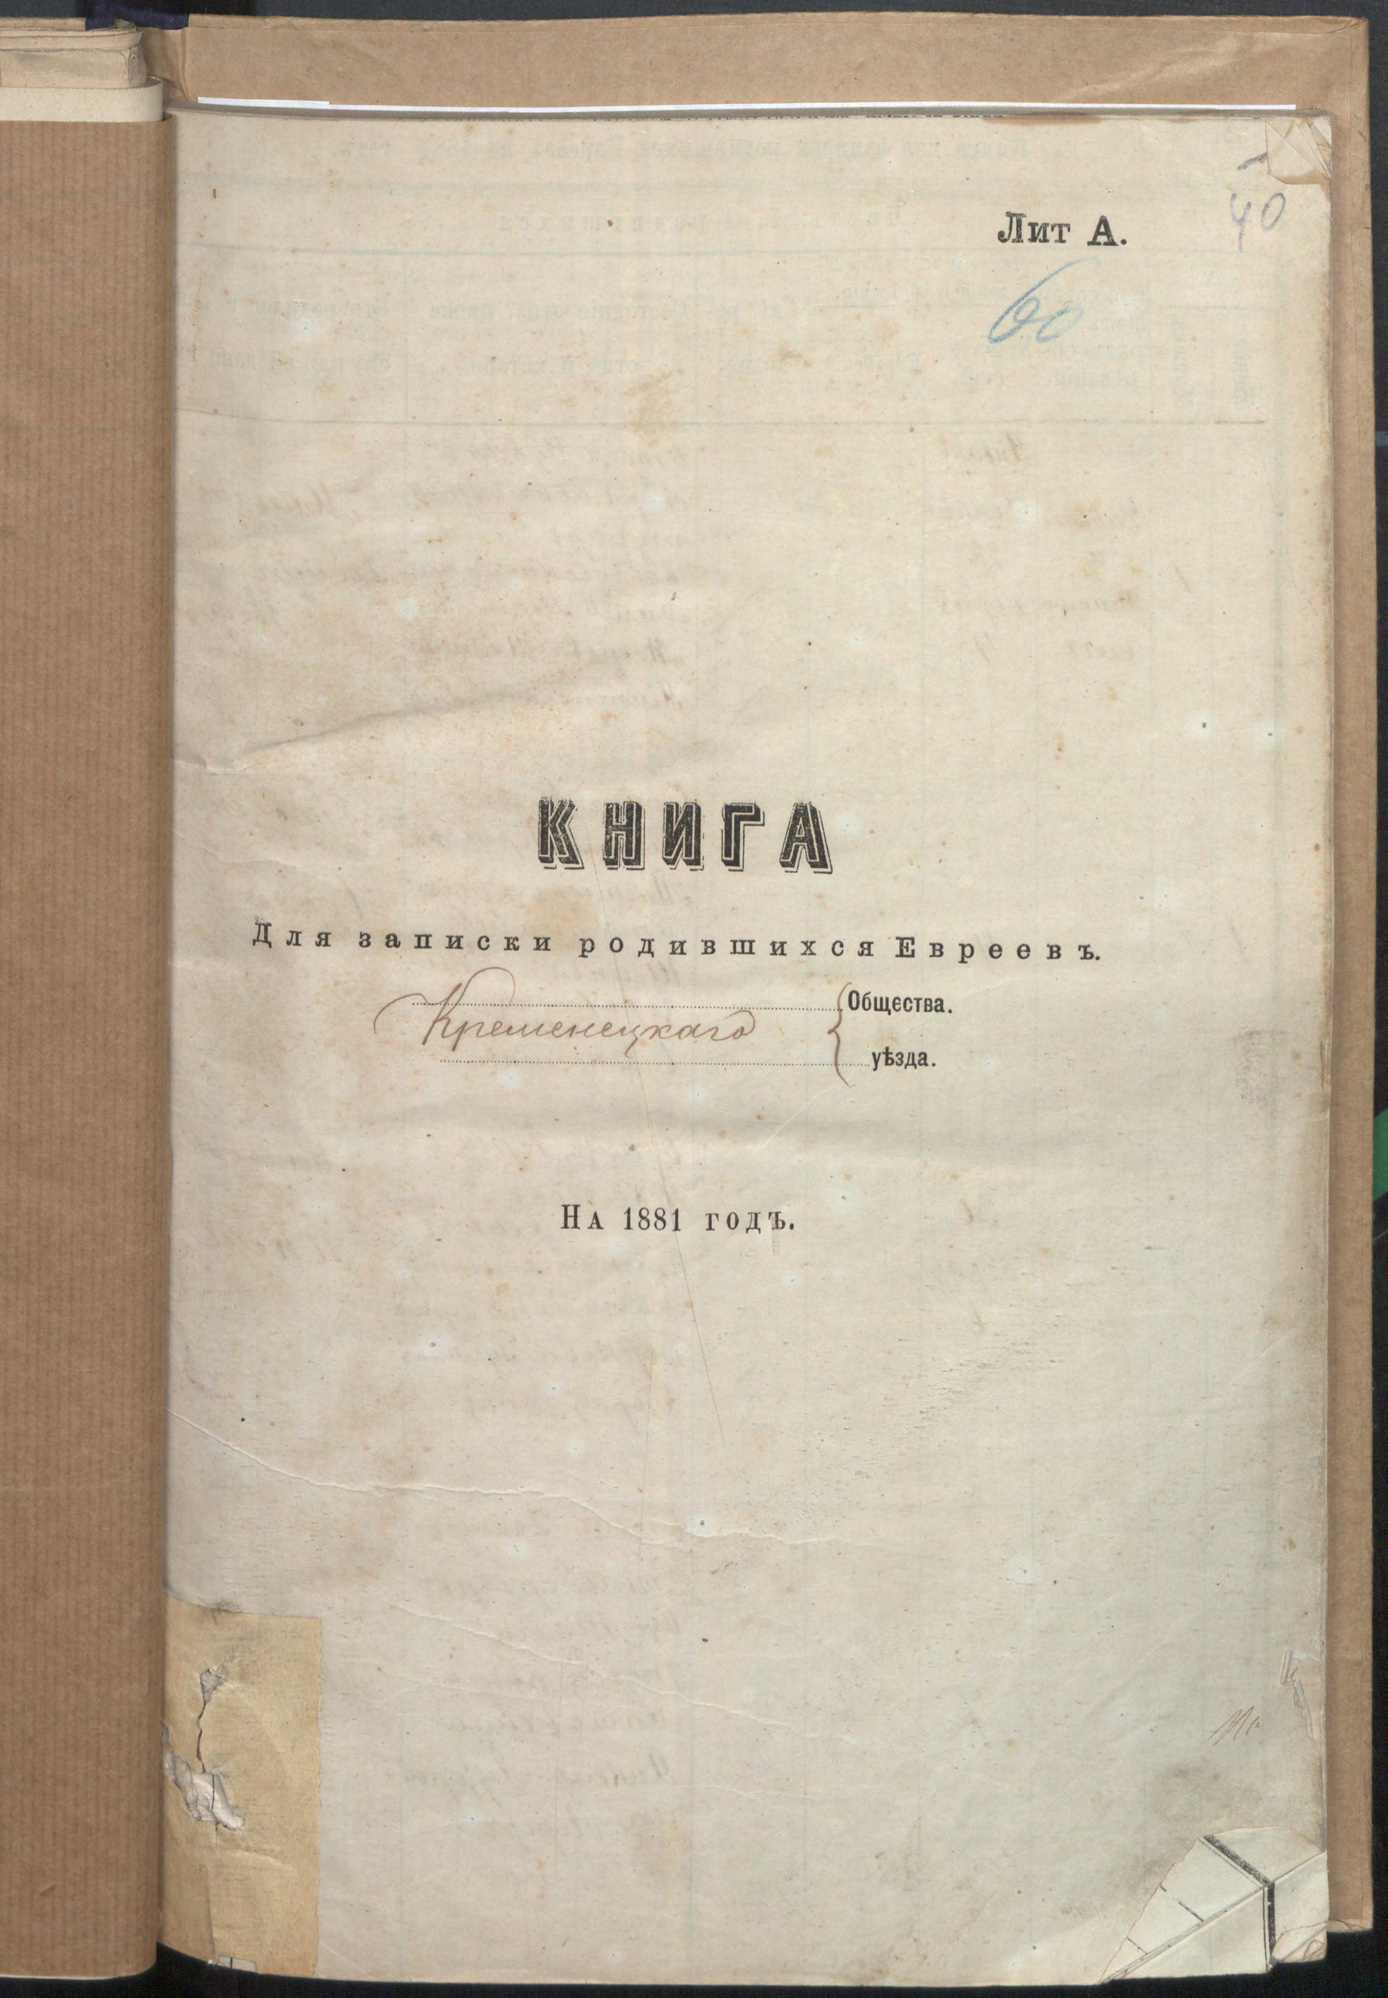 40
Лит А.
60
КНИГА
Для записки родившихся Евреевъ.
Общества.
Кременецкаго
уѣзда.
На 1881 годъ.